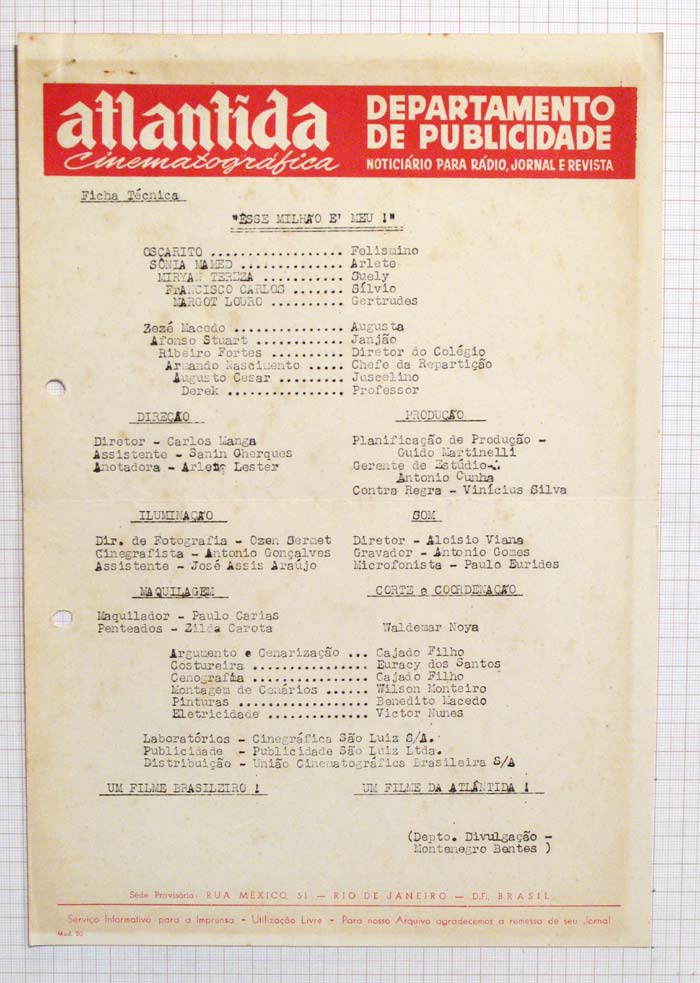 atlantida
cinematográfica
DEPARTAMENTO
DE PUBLICIDADE
NOTICIÁRIO PARA RÁDIO, JORNAL E REVISTA
Ficha Técnica
"ÊSSE MILHÃO E' MEU !"
OSCARITO .................. Felismino
SÔNIA MAMED .............. Arlete
MIRYAN TEREZA ........... Suely
FRANCISCO CARLOS ....... Sílvio
MARGOT LOURO .......... Gertrudes
Zezé Macedo ............... Augusta
Afonso Stuart ............ Janjão
Ribeiro Fortes .......... Diretor do Colégio
Armando Nascimento ..... Chefe da Repartição
Augusto Cesar ......... Juscelino
Derek ................ Professor
DIREÇÃO
Diretor - Carlos Manga
Assistente - Sanin Cherques
Anotadora - Arlene Lester
PRODUÇÃO
Planificação de Produção -
Guido Martinelli
Gerente de Estúdio -
Antonio Cunha
Contra Regra - Vinícius Silva
ILUMINAÇÃO
Dir. de Fotografia - Ozen Sermet
Cinegrafista - Antonio Gonçalves
Assistente - José Assis Araújo
SOM
Diretor - Aloisio Viana
Gravador - Antonio Gomes
Microfonista - Paulo Eurides
MAQUILAGEM
Maquilador - Paulo Carias
Penteados - Zilda Carota
CORTE e COORDENAÇÃO
Waldemar Noya
Argumento e Cenarização ... Cajado Filho
Costureira ................ Euracy dos Santos
Cenografia ................ Cajado Filho
Montagem de Cenários ...... Wilson Monteiro
Pinturas .................. Benedito Macedo
Eletricidade .............. Victor Nunes
Laboratórios - Cinegráfica São Luiz S/A.
Publicidade - Publicidade São Luiz Ltda.
Distribuição - União Cinematográfica Brasileira S/A
UM FILME BRASILEIRO ! UM FILME DA ATLÂNTIDA !
(Depto. Divulgação -
Montenegro Bentes )
Séde Provisória: RUA MÉXICO, 51 — RIO DE JANEIRO — D.F., BRASIL
Serviço Informativo para a Imprensa - Utilização Livre - Para nosso Arquivo agradecemos a remessa de seu Jornal
Mod. 20